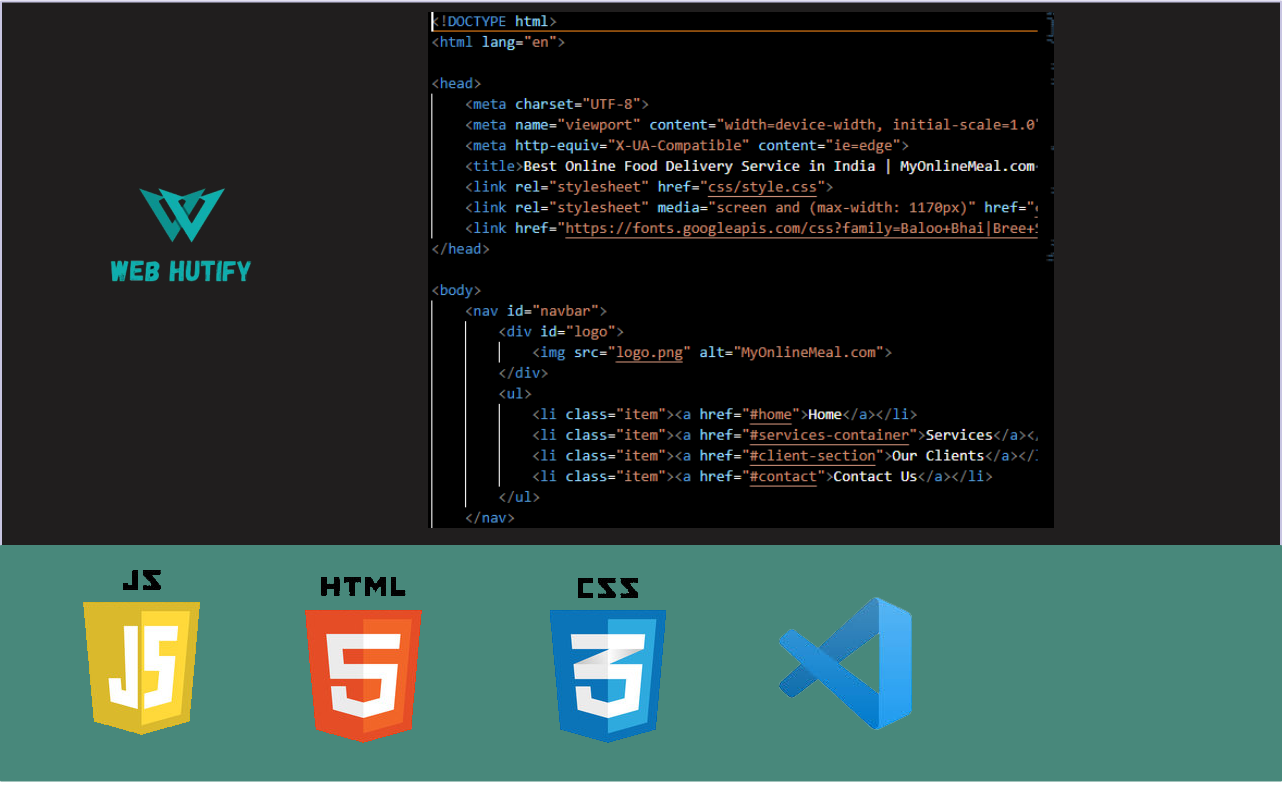 WEB HUTIFY
<!DOCTYPE html>
<html lang="en">
<head>
<meta charset="UTF-8">
<meta name="viewport" content="width=device-width, initial-scale=1.0"
<meta http-equiv="X-UA-Compatible" content="ie=edge">
<title>Best Online Food Delivery Service in India | MyOnlineMeal.com
<link rel="stylesheet" href="css/style.css">
<link rel="stylesheet" media="screen and (max-width: 1170px)" href="
<link href="https://fonts.googleapis.com/css?family=Baloo+Bhai|Bree+
</head>
<body>
<nav id="navbar">
<div id="logo">
<img src="logo.png" alt="MyOnlineMeal.com">
</div>
<ul>
<li class="item"><a href="#home">Home</a></li>
<li class="item"><a href="#services-container">Services</a></
<li class="item"><a href="#client-section">Our Clients</a></
<li class="item"><a href="#contact">Contact Us</a></li>
</ul>
</nav>
JS
HTML
CSS
JS
5
3